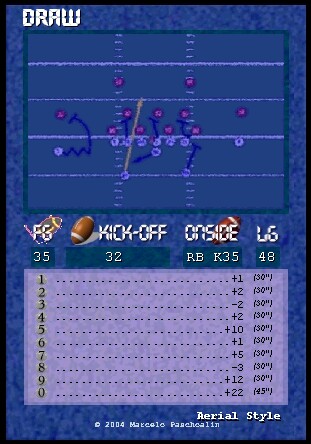 DRAW
FG KICK-OFF ONSIDE LG
35 32 RB K35 48
1 ..................................... +1 (30")
2 ..................................... +2 (30")
3 ..................................... -2 (30")
4 ..................................... +2 (30")
5 ..................................... +10 (30")
6 ..................................... +1 (30")
7 ..................................... +5 (30")
8 ..................................... -3 (30")
9 ..................................... +12 (30")
0 ..................................... +22 (45")
Aerial Style
© 2004 Marcelo Paschoalin